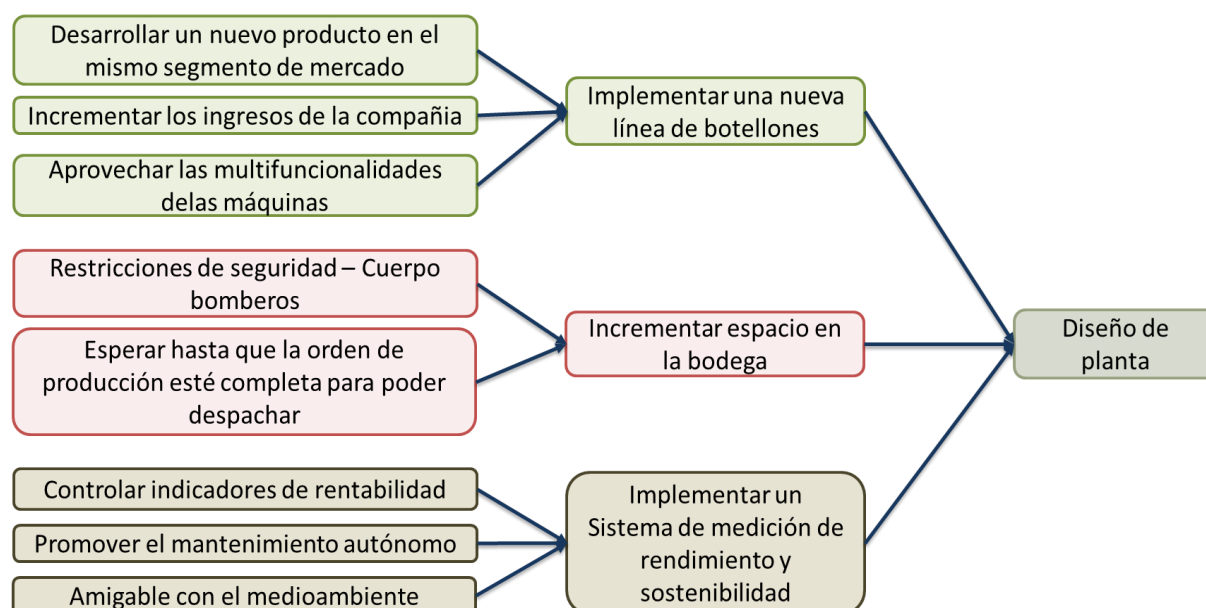 Desarrollar un nuevo producto en el
mismo segmento de mercado
Incrementar los ingresos de la compañia
Aprovechar las multifuncionalidades
delas máquinas
Implementar una nueva
línea de botellones
Restricciones de seguridad – Cuerpo
bomberos
Esperar hasta que la orden de
producción esté completa para poder
despachar
Incrementar espacio en
la bodega
Controlar indicadores de rentabilidad
Promover el mantenimiento autónomo
Amigable con el medioambiente
Implementar un
Sistema de medición de
rendimiento y
sostenibilidad
Diseño de
planta